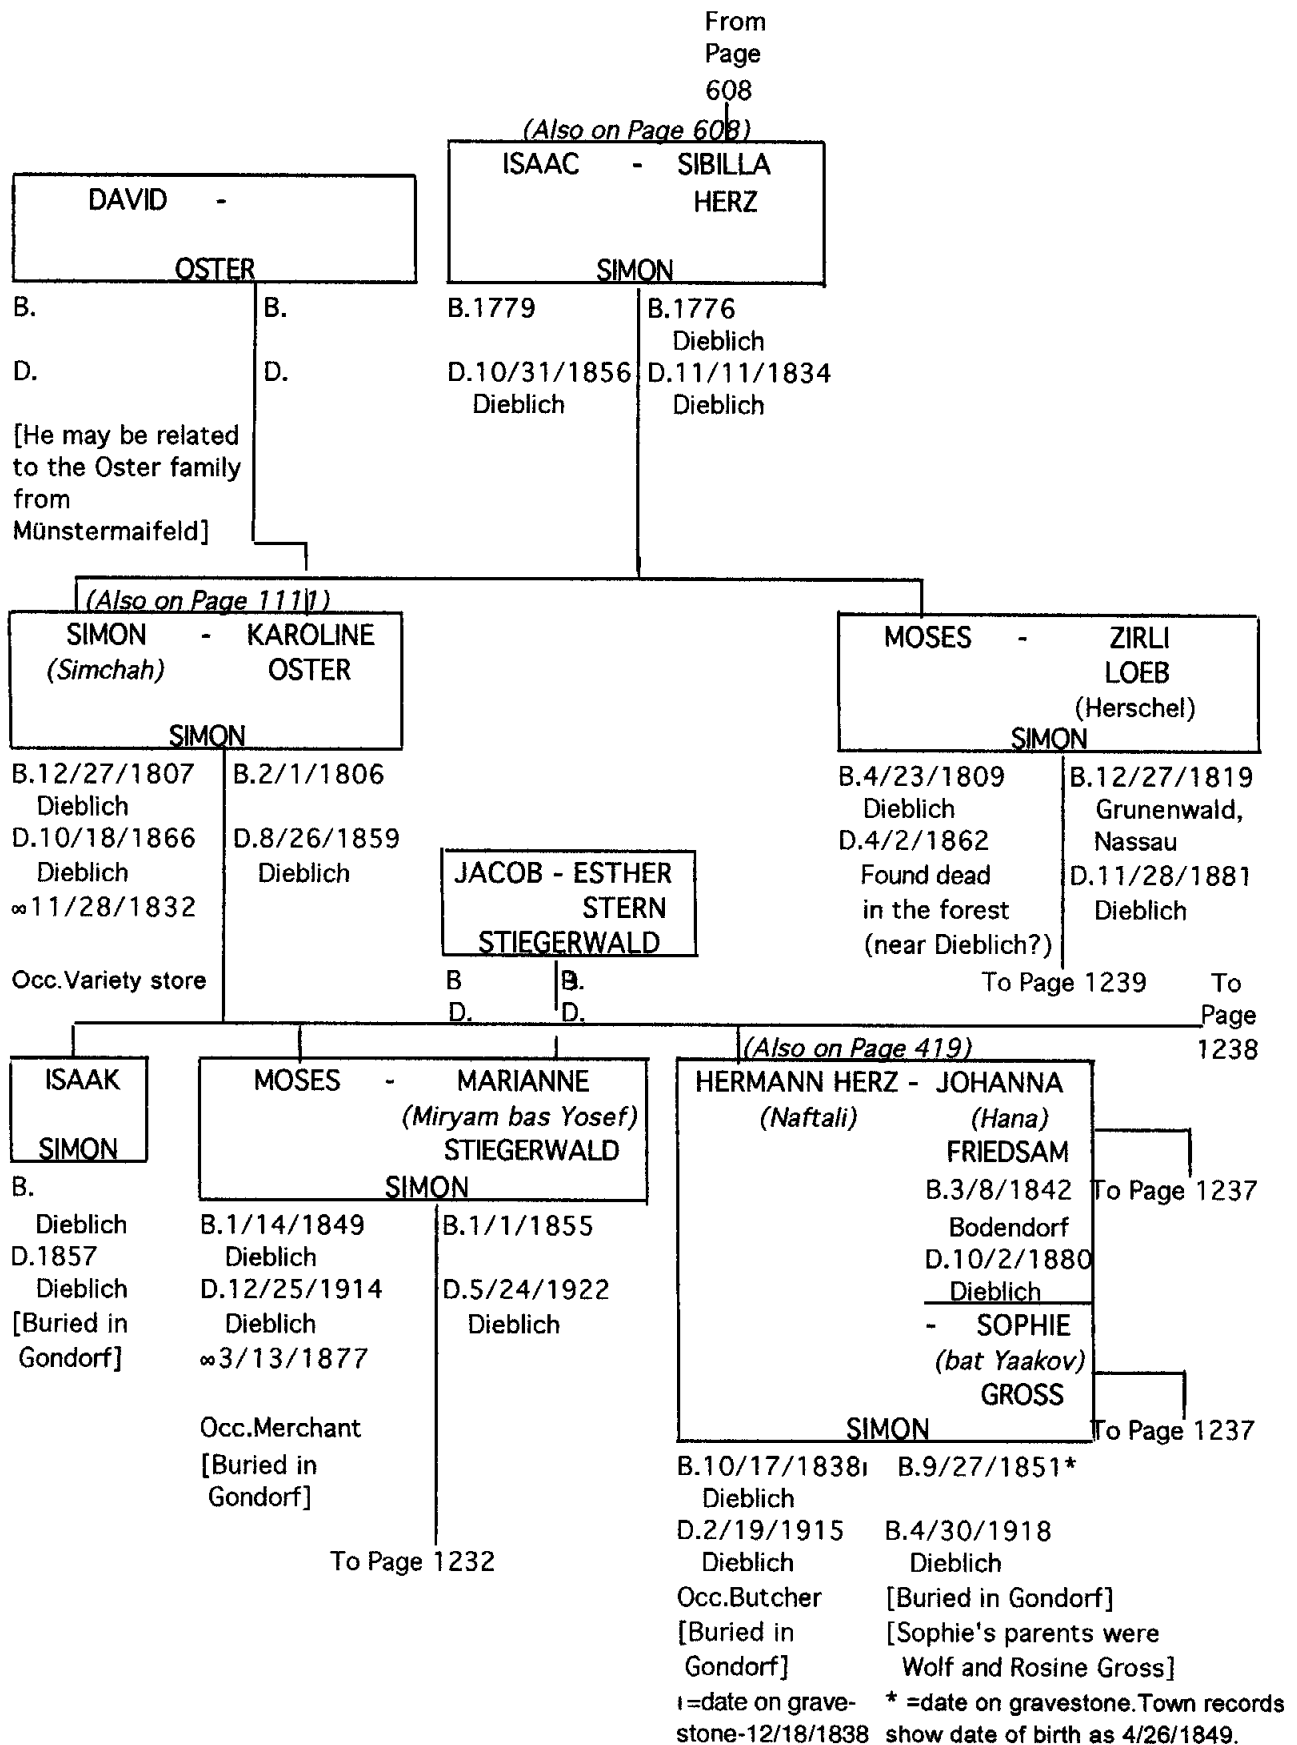 From
Page
608
(Also on Page 608)
ISAAC - SIBILLA
HERZ
SIMON
B.1779
D.10/31/1856
Dieblich
B.1776
Dieblich
D.11/11/1834
Dieblich
DAVID -
OSTER
B.
D.
[He may be related
to the Oster family
from
Münstermaifeld]
B.
D.
(Also on Page 1111)
SIMON - KAROLINE
(Simchah) OSTER
SIMON
B.12/27/1807
Dieblich
D.10/18/1866
Dieblich
∞11/28/1832
Occ.Variety store
B.2/1/1806
D.8/26/1859
Dieblich
MOSES - ZIRLI
LOEB
(Herschel)
SIMON
B.4/23/1809
Dieblich
D.4/2/1862
Found dead
in the forest
(near Dieblich?)
B.12/27/1819
Grunenwald,
Nassau
D.11/28/1881
Dieblich
To Page 1239
JACOB - ESTHER
STERN
STIEGERWALD
B
D.
B.
D.
To
Page
1238
ISAAK
SIMON
B.
Dieblich
D.1857
Dieblich
[Buried in
Gondorf]
MOSES - MARIANNE
(Miryam bas Yosef)
STIEGERWALD
SIMON
B.1/14/1849
Dieblich
D.12/25/1914
Dieblich
∞3/13/1877
Occ.Merchant
[Buried in
Gondorf]
B.1/1/1855
D.5/24/1922
Dieblich
To Page 1232
(Also on Page 419)
HERMANN HERZ - JOHANNA
(Naftali) (Hana)
FRIEDSAM
B.3/8/1842
Bodendorf
D.10/2/1880
Dieblich
To Page 1237
- SOPHIE
(bat Yaakov)
GROSS
SIMON
To Page 1237
B.10/17/1838ı
Dieblich
D.2/19/1915
Dieblich
Occ.Butcher
[Buried in
Gondorf]
ı=date on grave-
stone-12/18/1838
B.9/27/1851*
B.4/30/1918
Dieblich
[Buried in Gondorf]
[Sophie's parents were
Wolf and Rosine Gross]
* =date on gravestone.Town records
show date of birth as 4/26/1849.